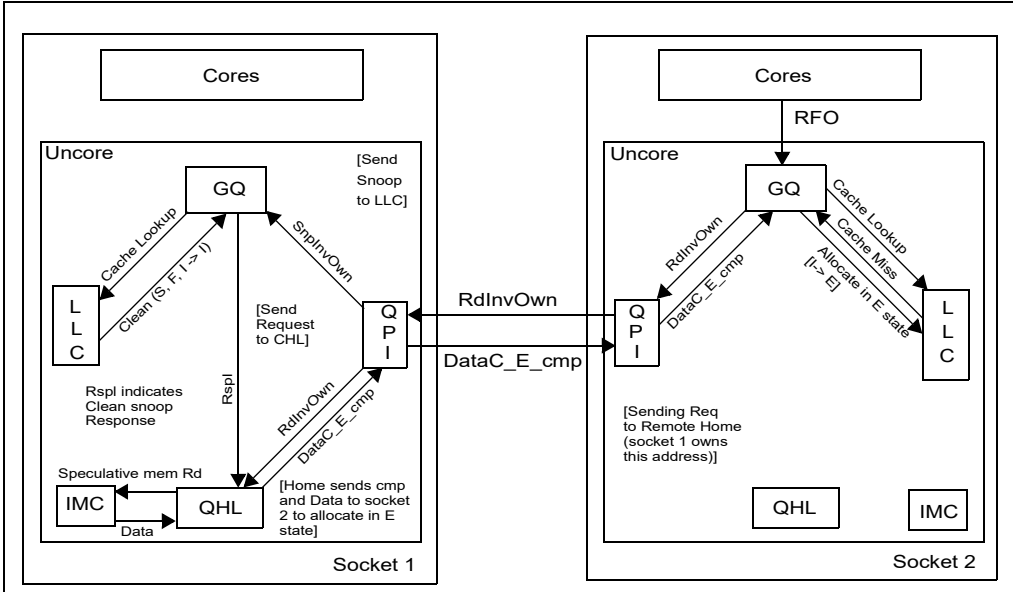 Cores
Uncore
[Send
Snoop
to LLC]
GQ
Cache Lookup
Clean (S, F, I -> I)
SnpInvOwn
L
L
C
[Send
Request
to CHL]
Q
P
I
RspI
RspI indicates
Clean snoop
Response
RdInvOwn
DataC_E_cmp
Speculative mem Rd
IMC
Data
QHL
[Home sends cmp
and Data to socket
2 to allocate in E
state]
Socket 1
RdInvOwn
DataC_E_cmp
Cores
RFO
Uncore
GQ
RdInvOwn
DataC_E_cmp
Cache Lookup
Cache Miss
Allocate in E state
[I-> E]
Q
P
I
L
L
C
[Sending Req
to Remote Home
(socket 1 owns
this address)]
QHL
IMC
Socket 2